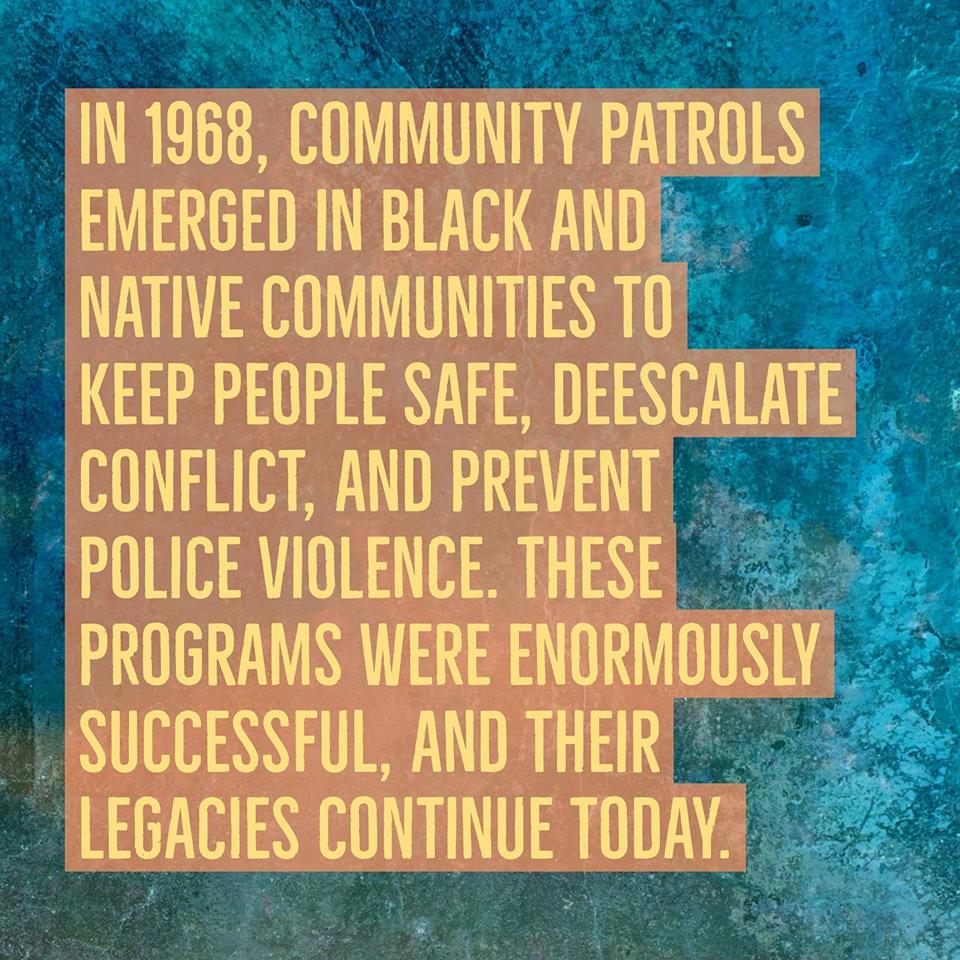 IN 1968, COMMUNITY PATROLS
EMERGED IN BLACK AND
NATIVE COMMUNITIES TO
KEEP PEOPLE SAFE, DEESCALATE
CONFLICT, AND PREVENT
POLICE VIOLENCE. THESE
PROGRAMS WERE ENORMOUSLY
SUCCESSFUL, AND THEIR
LEGACIES CONTINUE TODAY.